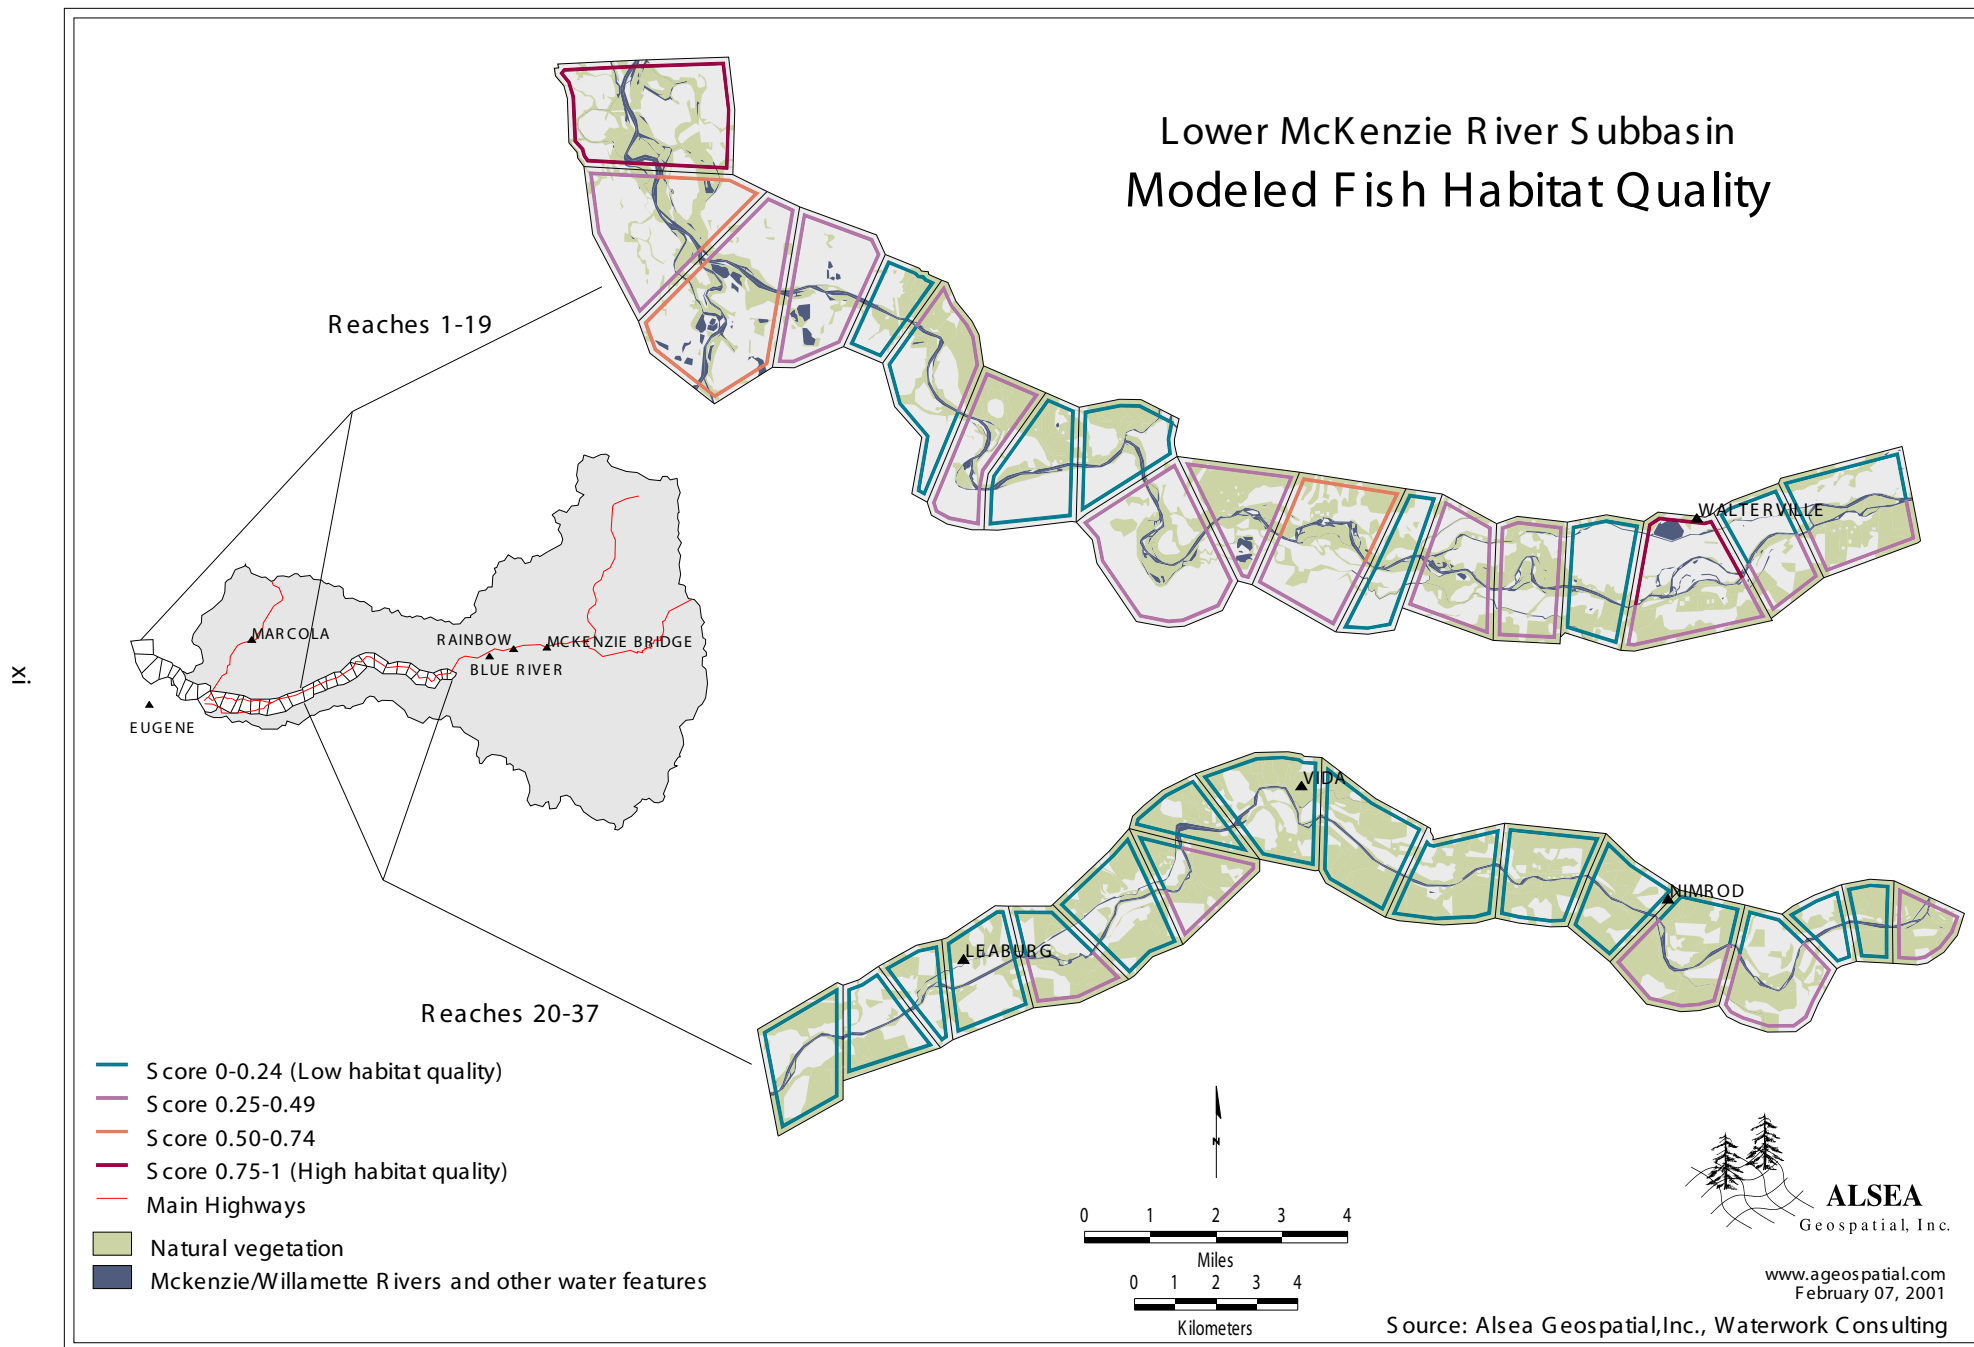 Lower McKenzie River Subbasin
Modeled Fish Habitat Quality
Reaches 1-19
WALTERVILLE
MARCOLA
RAINBOW
MCKENZIE BRIDGE
BLUE RIVER
EUGENE
xi
VIDA
NIMROD
LEABURG
Reaches 20-37
Score 0-0.24 (Low habitat quality)
Score 0.25-0.49
Score 0.50-0.74
Score 0.75-1 (High habitat quality)
Main Highways
Natural vegetation
Mckenzie/Willamette Rivers and other water features
N
0 1 2 3 4
Miles
0 1 2 3 4
Kilometers
ALSEA
Geospatial, Inc.
www.ageospatial.com
February 07, 2001
Source: Alsea Geospatial,Inc., Waterwork Consulting